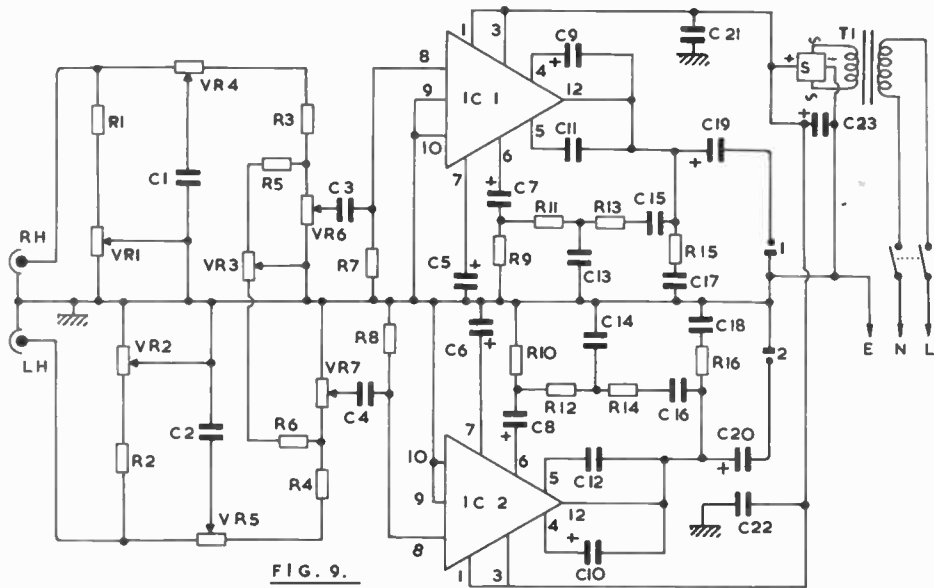 1
3
C9
+
C21
S
T1
+
S
-
S
8
4
VR4
9
IC 1
12
+
C23
R1
R3
10
5
C11
C19
+
R5
C3
6
7
+
C7
C1
R11
R13
C15
RH
VR1
VR3
VR6
R7
C5
+
R9
C13
R15
C17
1
LH
VR2
R8
C6
+
R10
C14
C18
R16
2
E
N
L
VR7
C4
R12
R14
C16
C2
R6
7
C8
+
R2
R4
10
6
5
C12
C20
+
9
IC 2
12
VR5
8
4
+
C10
C22
1
3
FIG. 9.